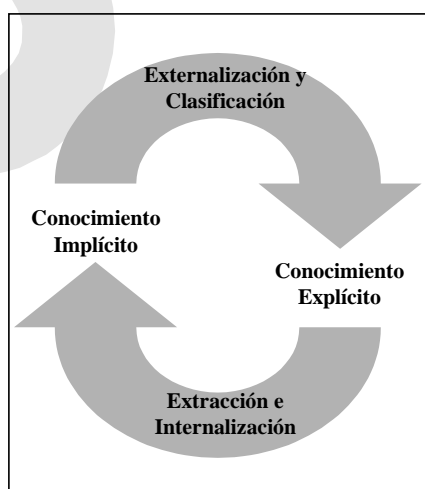 Externalización y
Clasificación
Conocimiento
Implícito
Conocimiento
Explícito
Extracción e
Internalización